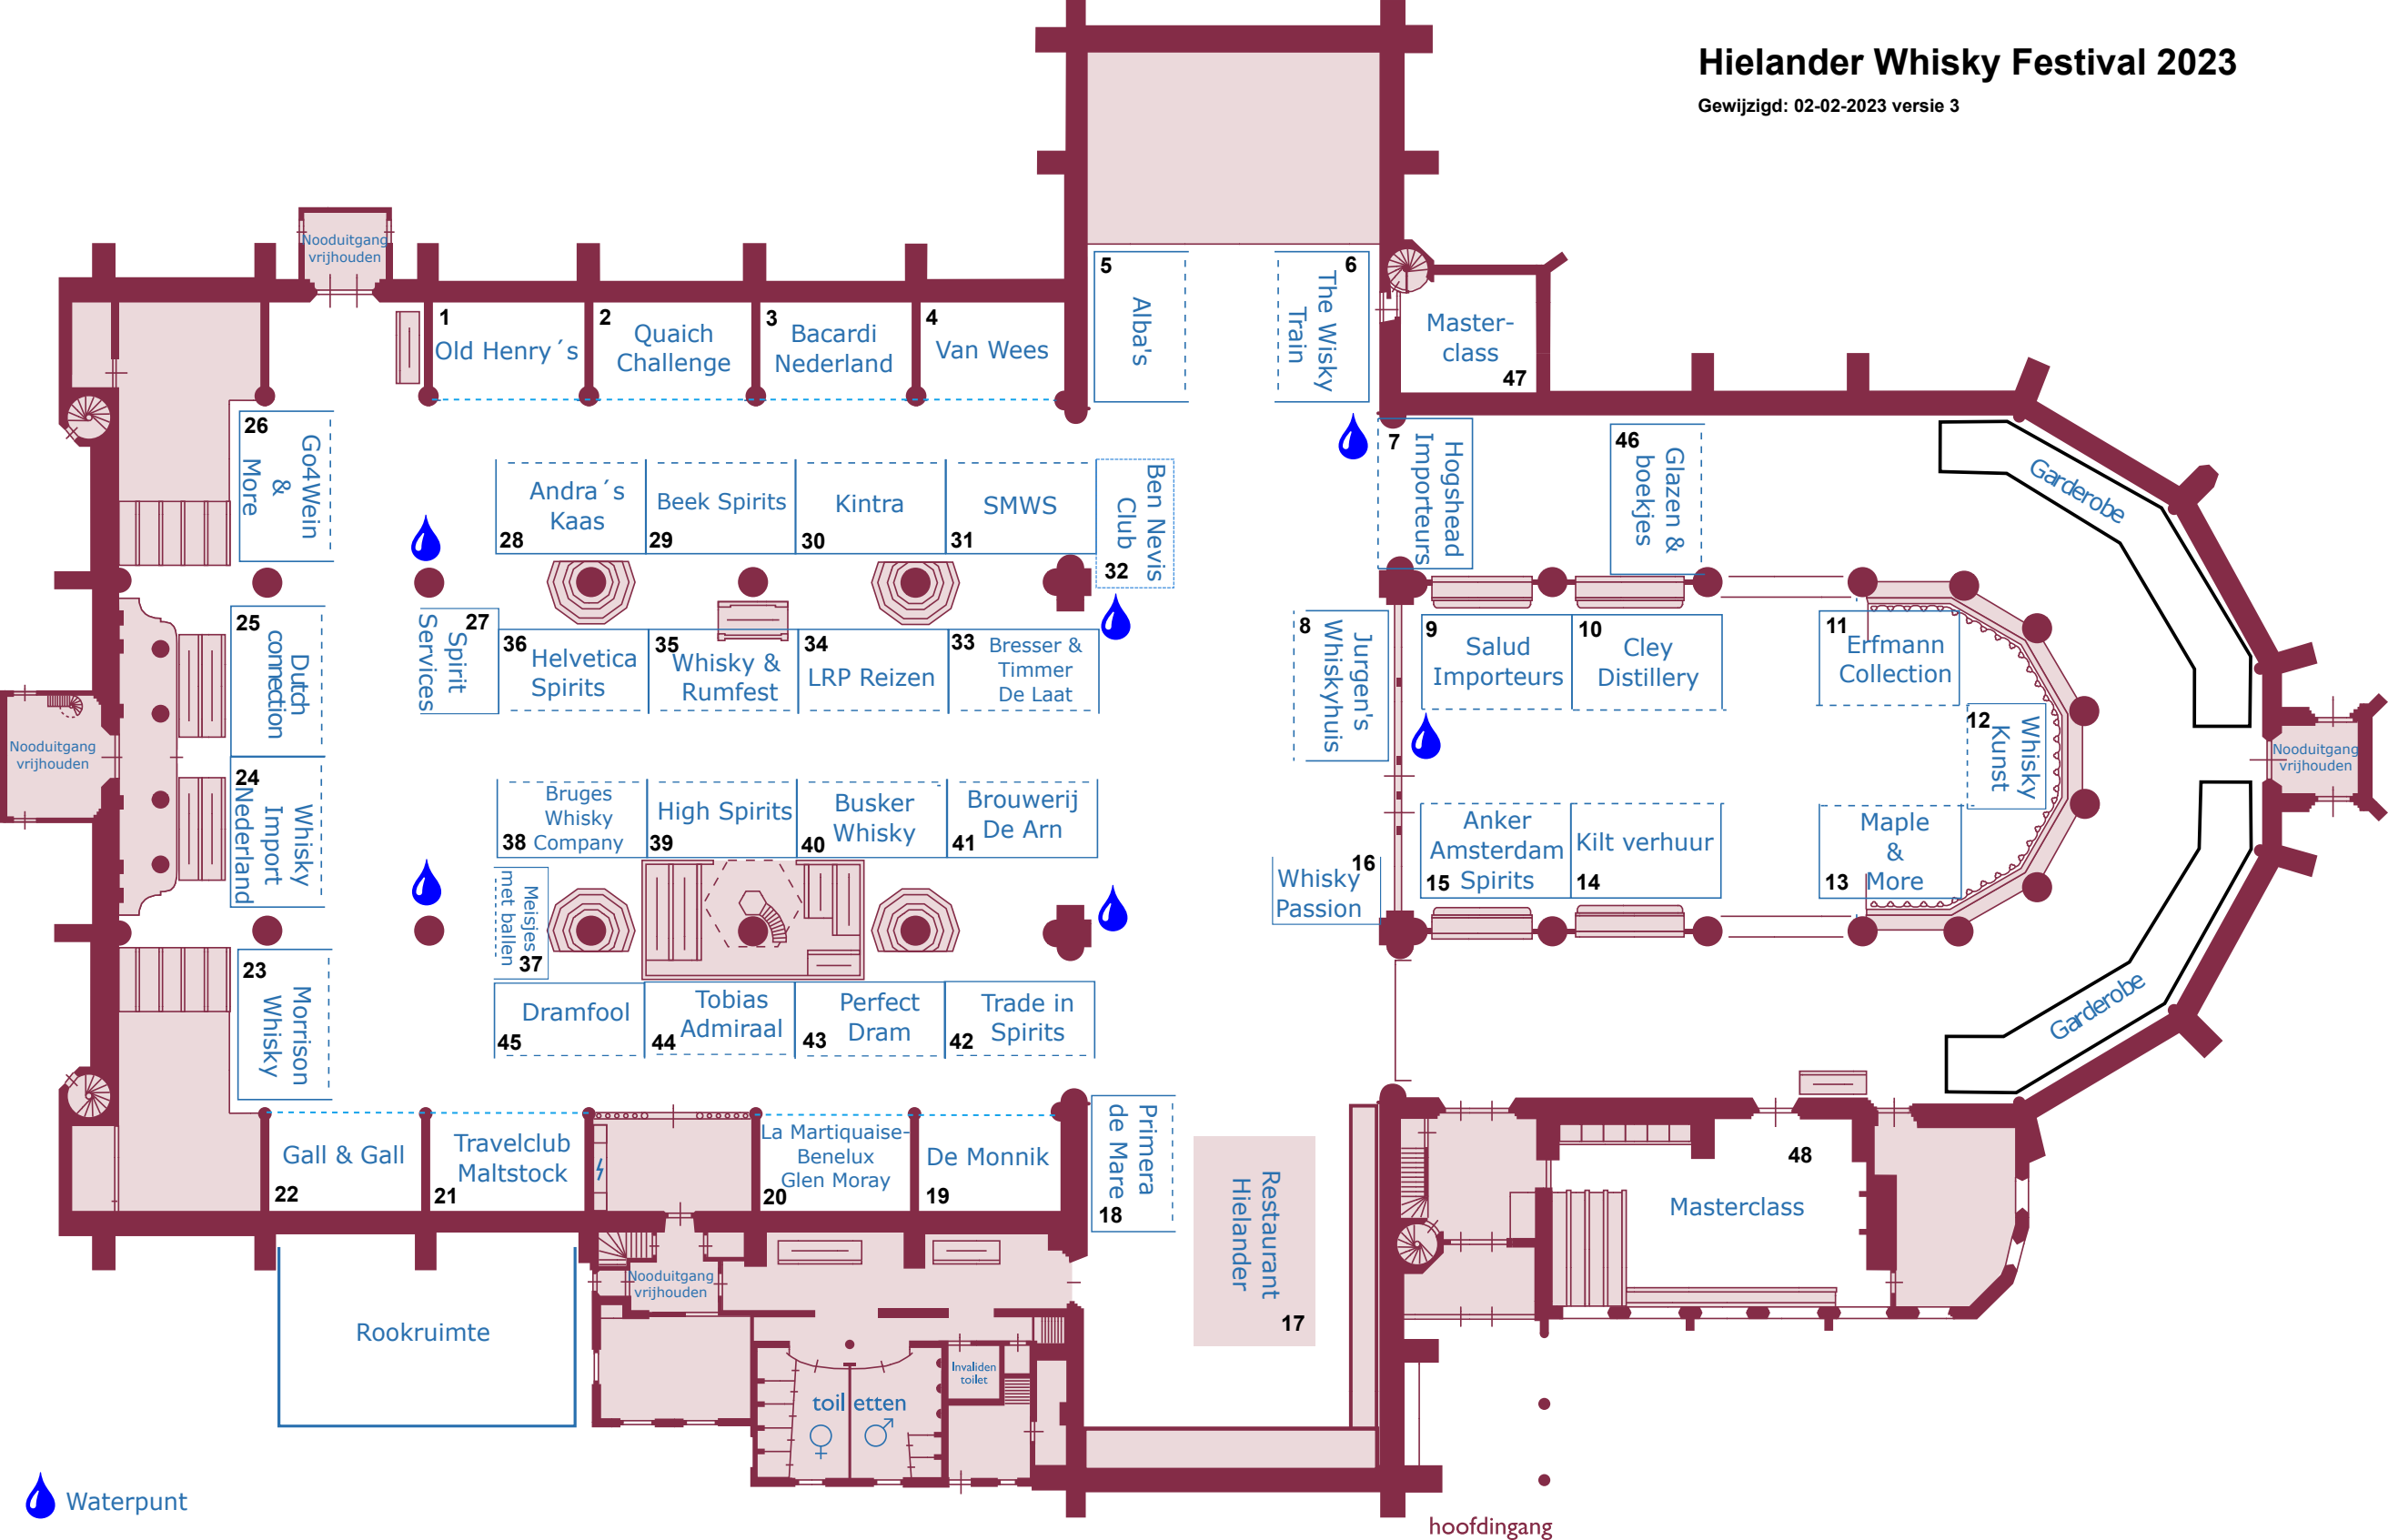 Hielander Whisky Festival 2023
Gewijzigd: 02-02-2023 versie 3
Nooduitgang
vrijhouden
1
Old Henry´s
2
Quaich
Challenge
3
Bacardi
Nederland
4
Van Wees
5
Alba's
6
The Wisky
Train
Master-
class
47
26
Go4Wein
&
More
7
Hogshead
Importeurs
46
Glazen &
boekjes
Garderobe
Andra´s
Kaas
28
Beek Spirits
29
Kintra
30
SMWS
31
Ben Nevis
Club
32
25
Dutch
connection
27
Spirit
Services
36
Helvetica
Spirits
35
Whisky &
Rumfest
34
LRP Reizen
33
Bresser &
Timmer
De Laat
8
Jurgen's
Whiskyhuis
9
Salud
Importeurs
10
Cley
Distillery
11
Erfmann
Collection
12
Whisky
Kunst
Nooduitgang
vrijhouden
Nooduitgang
vrijhouden
24
Whisky
Import
Nederland
Bruges
Whisky
Company
38
High Spirits
39
Busker
Whisky
40
Brouwerij
De Arn
41
16
Whisky
Passion
Anker
Amsterdam
Spirits
15
Kilt verhuur
14
Maple
&
More
13
Meisjes
met ballen
37
23
Morrison
Whisky
Dramfool
45
Tobias
Admiraal
44
Perfect
Dram
43
Trade in
Spirits
42
Garderobe
Gall & Gall
22
Travelclub
Maltstock
21
La Martiquaise-
Benelux
Glen Moray
20
De Monnik
19
Primera
de Mare
18
Restaurant
Hielander
17
48
Masterclass
Nooduitgang
vrijhouden
Rookruimte
Invaliden
toilet
toiletten
Waterpunt
hoofdingang